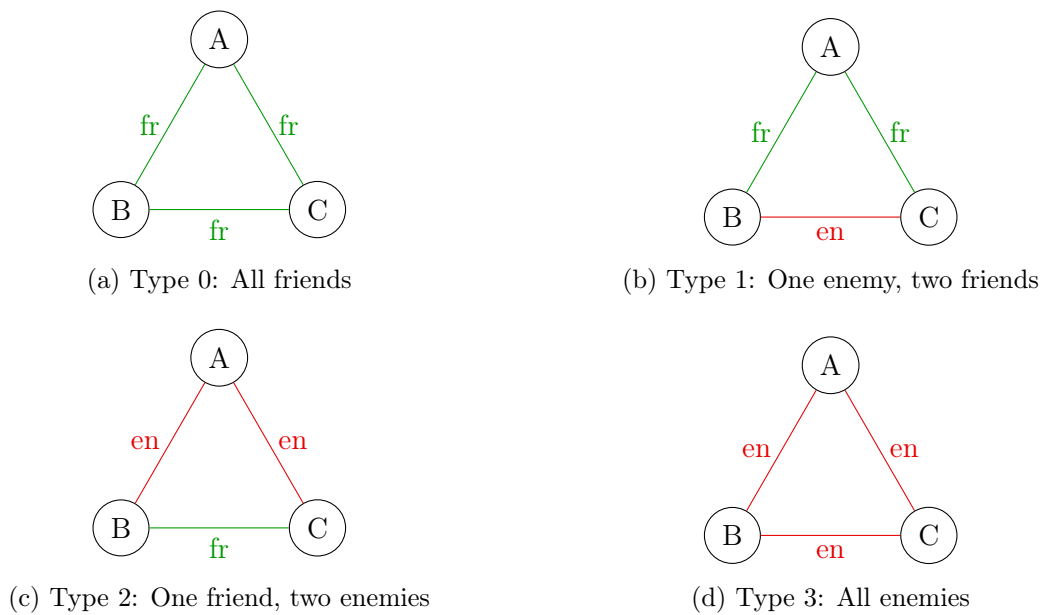 A
fr fr
B C
fr
(a) Type 0: All friends
A
fr fr
B C
en
(b) Type 1: One enemy, two friends
A
en en
B C
fr
(c) Type 2: One friend, two enemies
A
en en
B C
en
(d) Type 3: All enemies